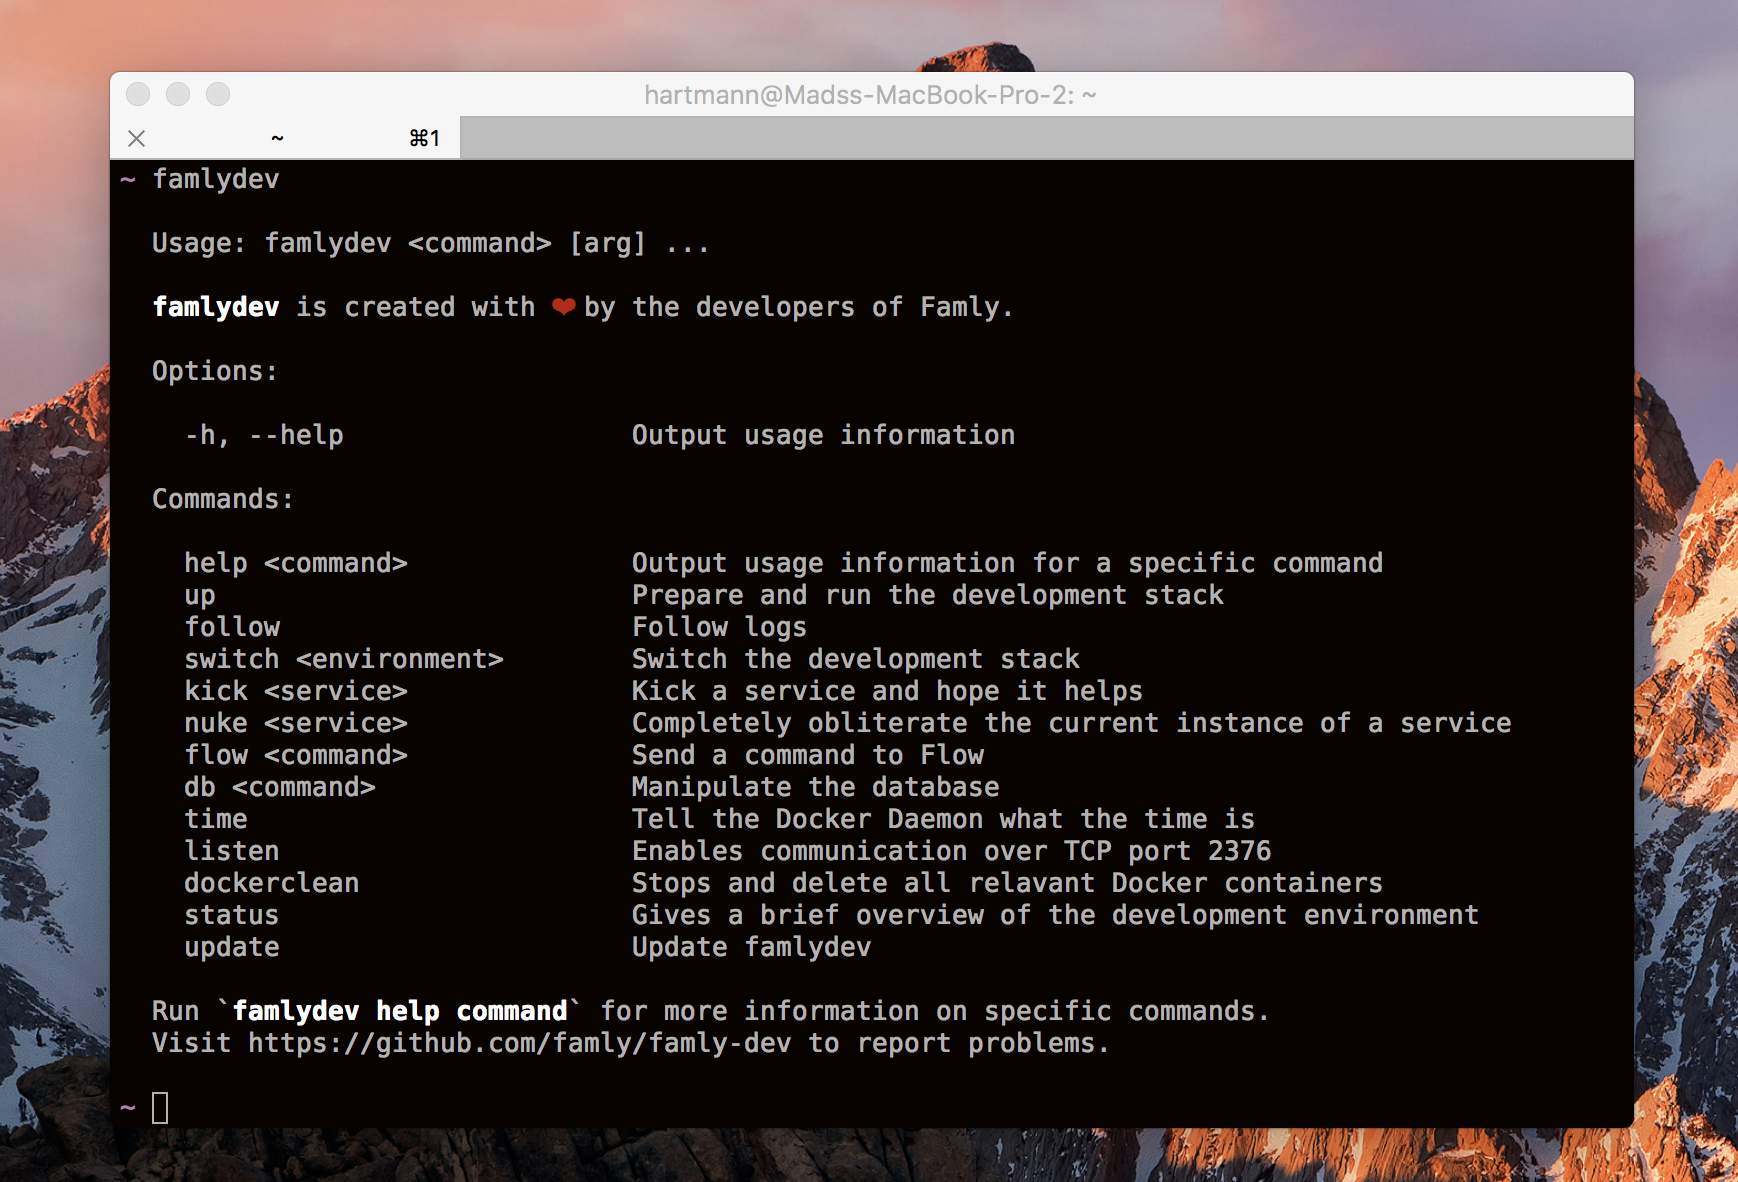 hartmann@Madss-MacBook-Pro-2: ~
~ ⌘1
~ famlydev
Usage: famlydev <command> [arg] ...
famlydev is created with ❤ by the developers of Famly.
Options:
-h, --help Output usage information
Commands:
help <command> Output usage information for a specific command
up Prepare and run the development stack
follow Follow logs
switch <environment> Switch the development stack
kick <service> Kick a service and hope it helps
nuke <service> Completely obliterate the current instance of a service
flow <command> Send a command to Flow
db <command> Manipulate the database
time Tell the Docker Daemon what the time is
listen Enables communication over TCP port 2376
dockerclean Stops and delete all relavant Docker containers
status Gives a brief overview of the development environment
update Update famlydev
Run `famlydev help command` for more information on specific commands.
Visit https://github.com/famly/famly-dev to report problems.
~